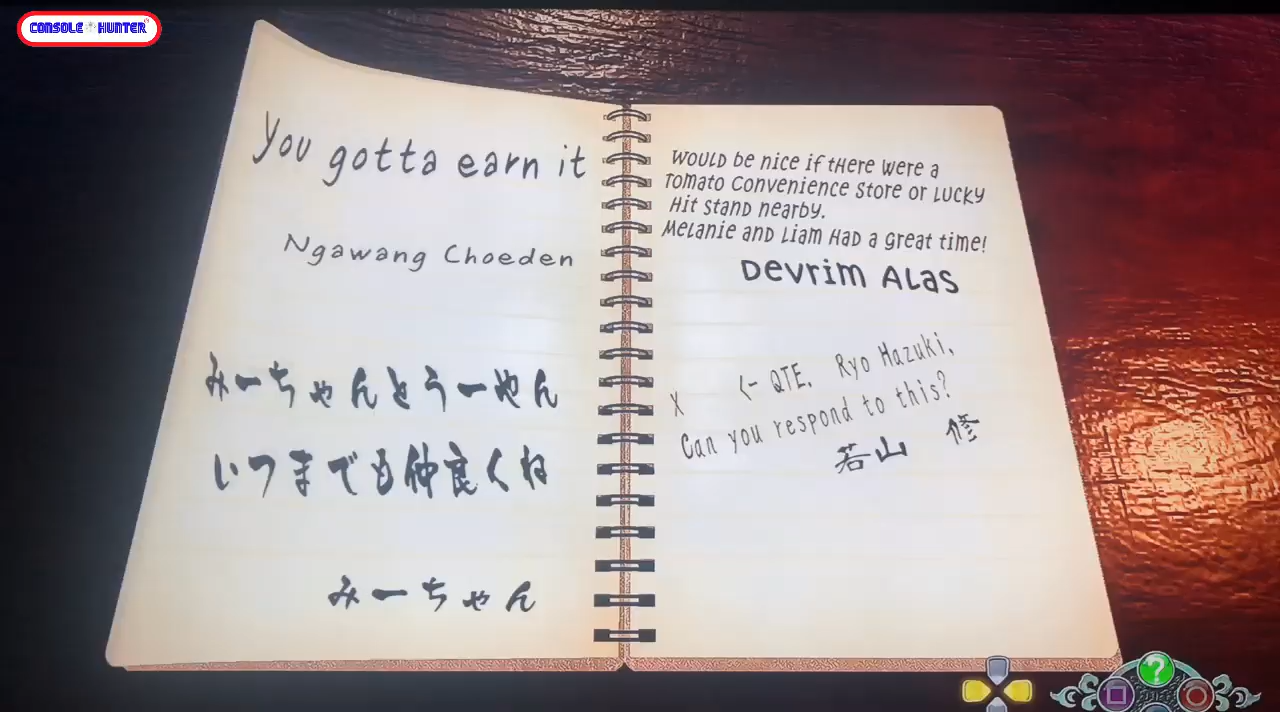 CONSOLE HUNTER
You gotta earn it
Ngawang Choeden
みーちゃんとうーやん
いつまでも仲良くね
みーちゃん
Would be nice if there were a
Tomato Convenience Store or Lucky
Hit stand nearby.
Melanie and Liam had a great time!
Devrim Alas
X <- QTE. Ryo Hazuki,
Can you respond to this?
若山 修
?